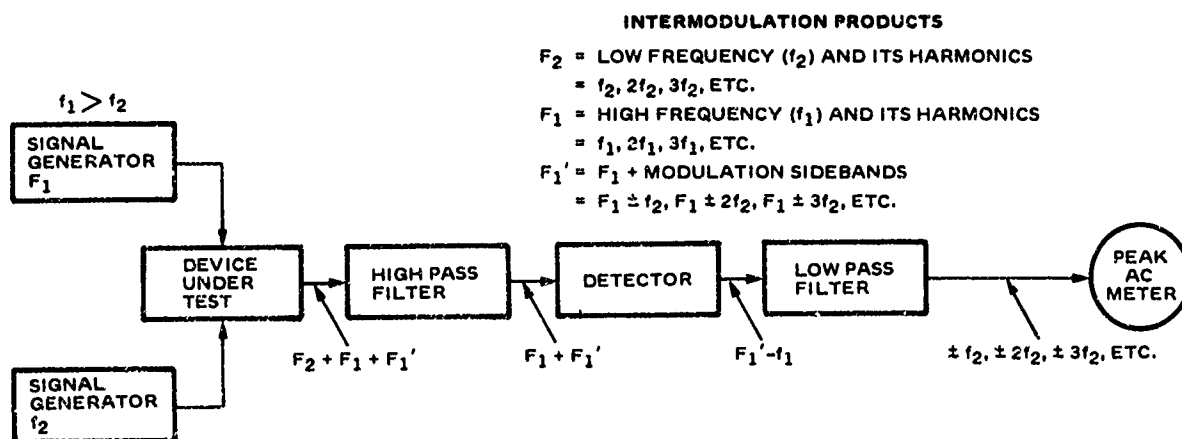 INTERMODULATION PRODUCTS
F₂ = LOW FREQUENCY (f₂) AND ITS HARMONICS
= f₂, 2f₂, 3f₂, ETC.
F₁ = HIGH FREQUENCY (f₁) AND ITS HARMONICS
= f₁, 2f₁, 3f₁, ETC.
F₁' = F₁ + MODULATION SIDEBANDS
= F₁ ± f₂, F₁ ± 2f₂, F₁ ± 3f₂, ETC.
f₁ > f₂
SIGNAL
GENERATOR
F₁
DEVICE
UNDER
TEST
HIGH PASS
FILTER
DETECTOR
LOW PASS
FILTER
PEAK
AC
METER
F₂ + F₁ + F₁'
F₁ + F₁'
F₁'-f₁
± f₂, ± 2f₂, ± 3f₂, ETC.
SIGNAL
GENERATOR
f₂